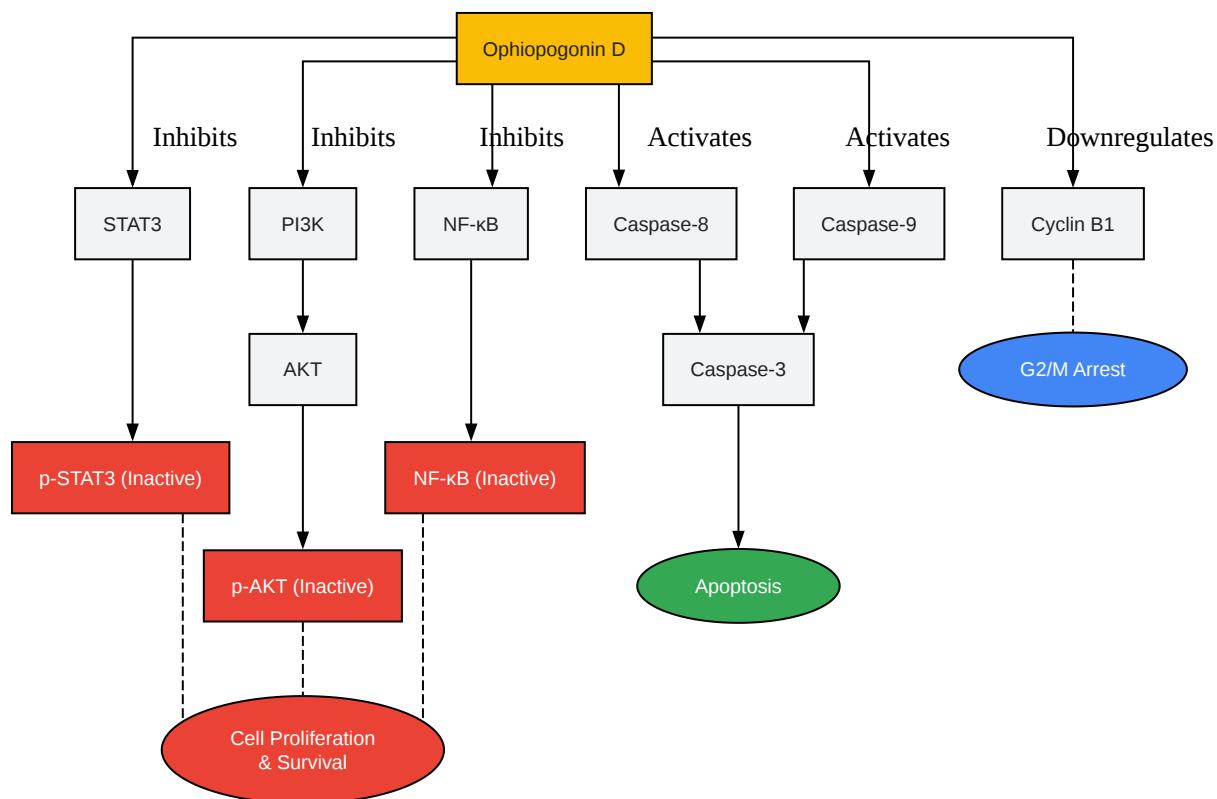 Ophiopogonin D
Inhibits
Inhibits
Inhibits
Activates
Activates
Downregulates
STAT3
PI3K
NF-κB
Caspase-8
Caspase-9
Cyclin B1
AKT
Caspase-3
G2/M Arrest
p-STAT3 (Inactive)
NF-κB (Inactive)
p-AKT (Inactive)
Apoptosis
Cell Proliferation
& Survival